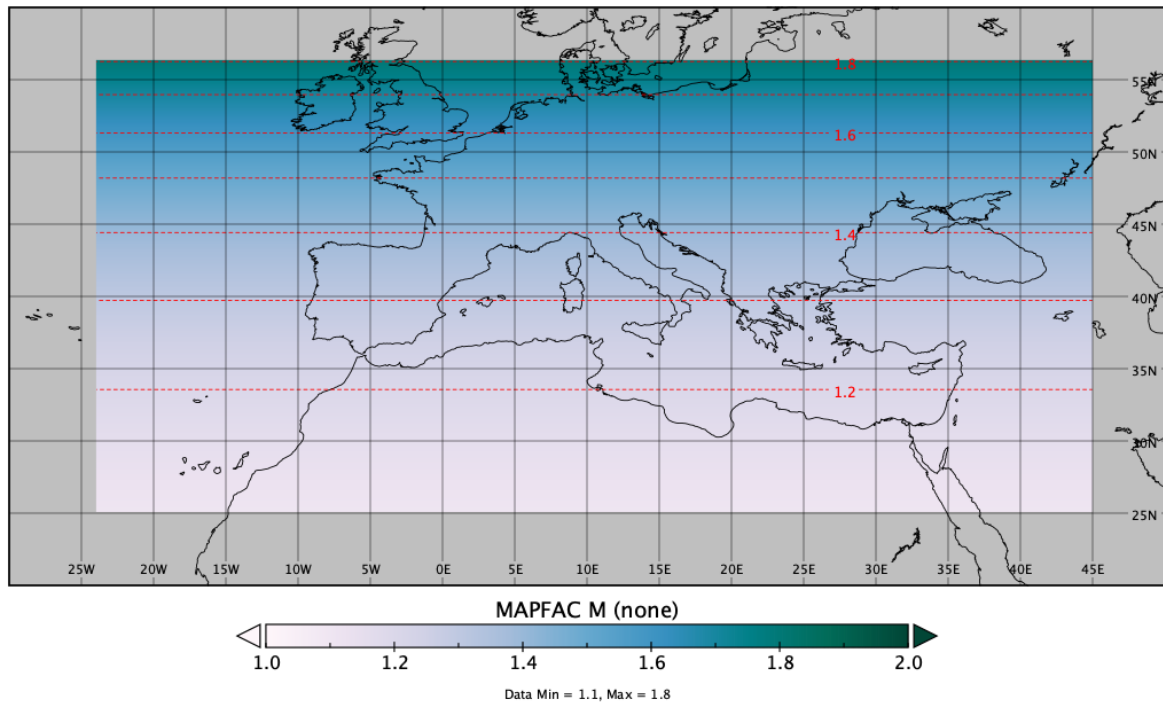 1.8
55N
1.6
50N
1.4
45N
40N
35N
1.2
30N
25N
25W 20W 15W 10W 5W 0E 5E 10E 15E 20E 25E 30E 35E 40E 45E
MAPFAC M (none)
1.0 1.2 1.4 1.6 1.8 2.0
Data Min = 1.1, Max = 1.8